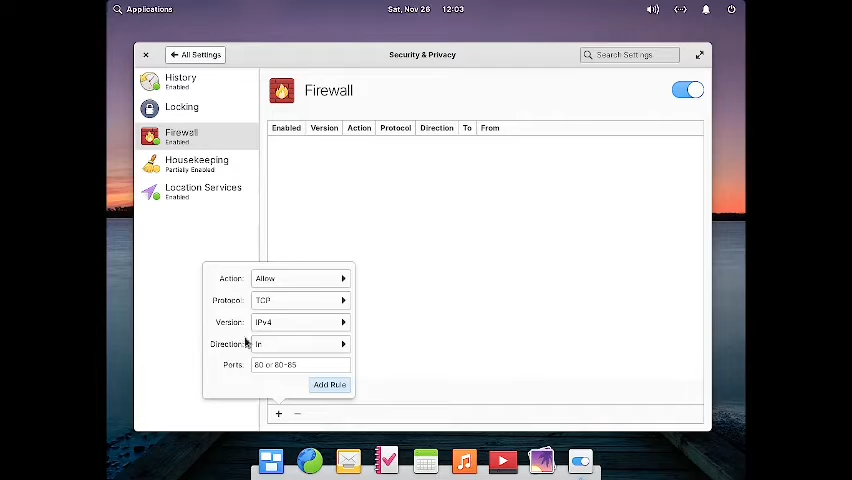 Applications
Sat, Nov 26 12:03
All Settings
Security & Privacy
Search Settings
History
Enabled
Locking
Firewall
Enabled
Housekeeping
Partially Enabled
Location Services
Enabled
Firewall
Enabled Version Action Protocol Direction To From
Action: Allow
Protocol: TCP
Version: IPv4
Direction: In
Ports: 80 or 80-85
Add Rule
+ −